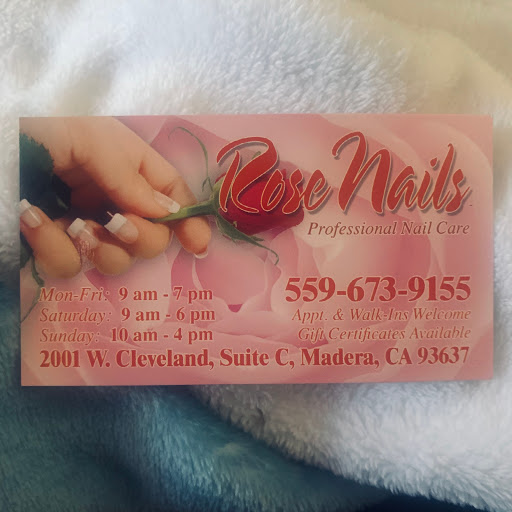 Rose Nails
Professional Nail Care
Mon-Fri: 9 am - 7 pm
Saturday: 9 am - 6 pm
Sunday: 10 am - 4 pm
559-673-9155
Appt. & Walk-Ins Welcome
Gift Certificates Available
2001 W. Cleveland, Suite C, Madera, CA 93637